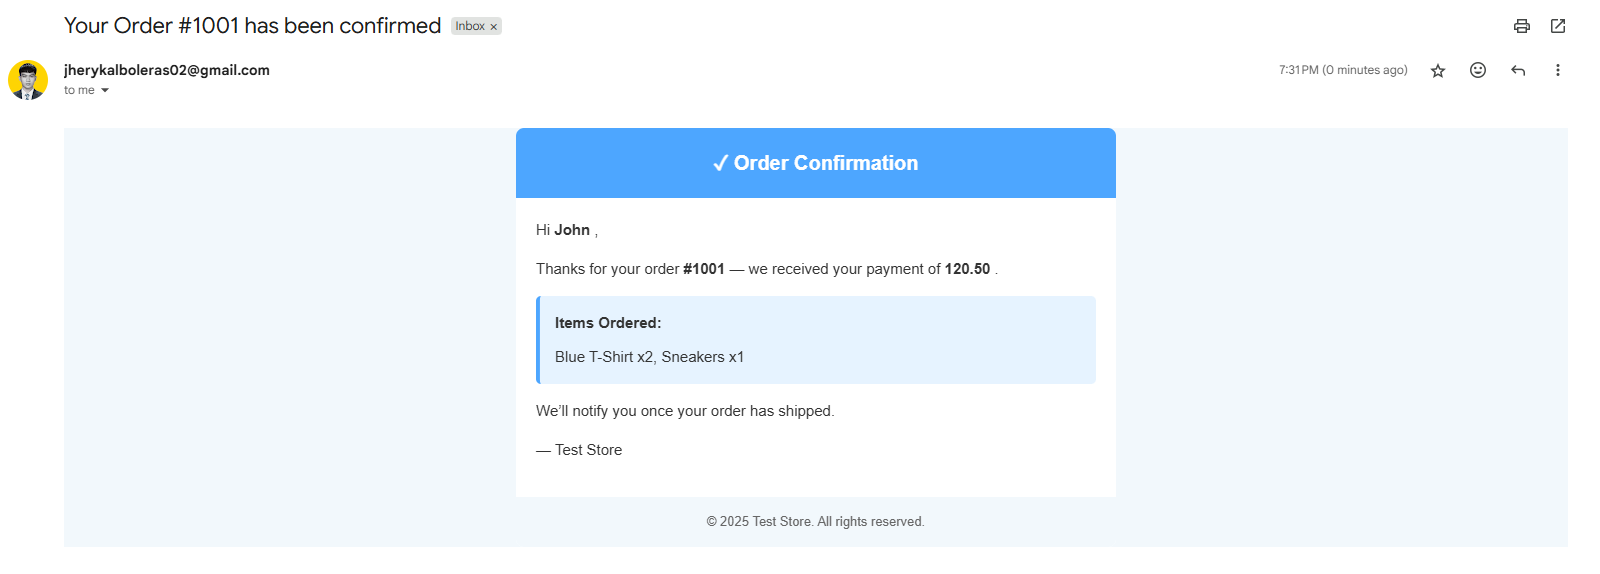 Your Order #1001 has been confirmed Inbox ×
jherykalboleras02@gmail.com 7:31 PM (0 minutes ago)
to me
✓ Order Confirmation
Hi John ,
Thanks for your order #1001 — we received your payment of 120.50 .
Items Ordered:
Blue T-Shirt x2, Sneakers x1
We’ll notify you once your order has shipped.
— Test Store
© 2025 Test Store. All rights reserved.